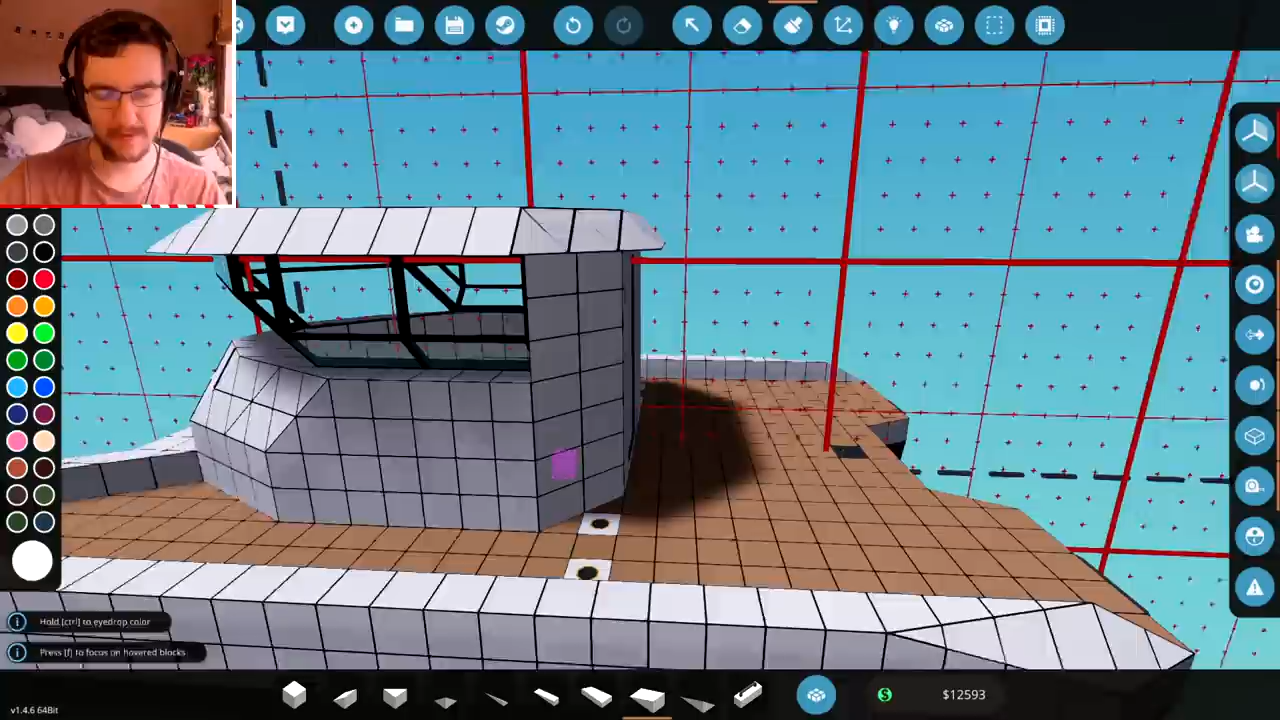 Hold [ctrl] to eyedrop color
Press [f] to focus on hovered blocks
$12593
v1.4.6 64Bit